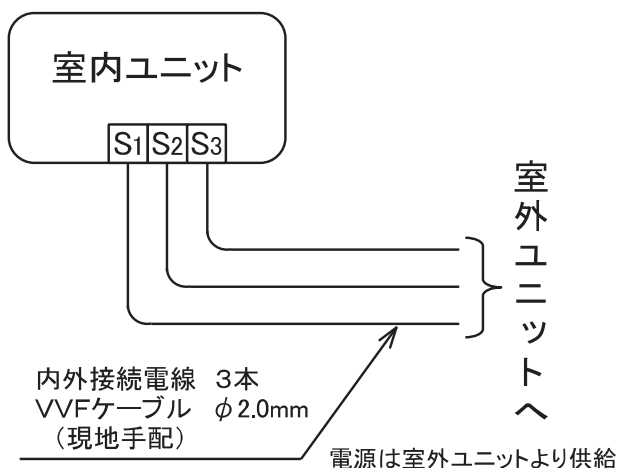 室内ユニット
S1 S2 S3
室外ユニットへ
内外接続電線 3本
VVFケーブル φ2.0mm
(現地手配)
電源は室外ユニットより供給